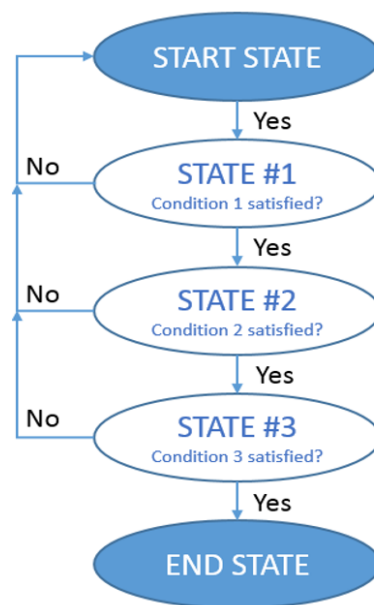 START STATE
Yes
No
STATE #1
Condition 1 satisfied?
Yes
No
STATE #2
Condition 2 satisfied?
Yes
No
STATE #3
Condition 3 satisfied?
Yes
END STATE